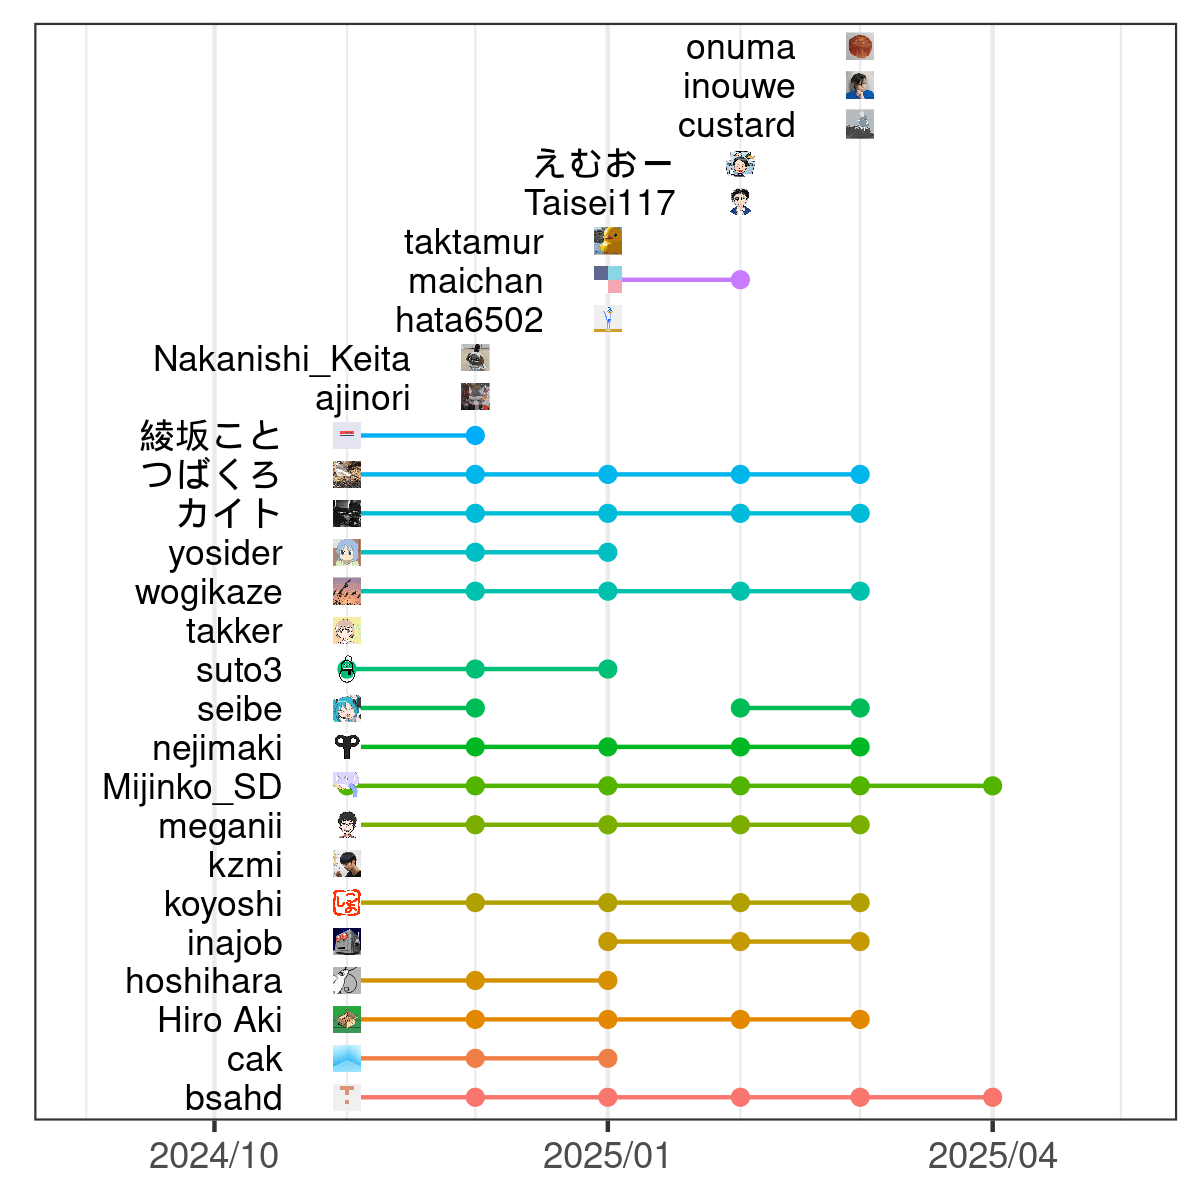 onuma
inouwe
custard
えむおー
Taisei117
taktamur
maichan
hata6502
Nakanishi_Keita
ajinori
綾坂こと
つばくろ
カイト
yosider
wogikaze
takker
suto3
seibe
nejimaki
Mijinko_SD
meganii
kzmi
koyoshi
inajob
hoshihara
Hiro Aki
cak
bsahd
2024/10 2025/01 2025/04